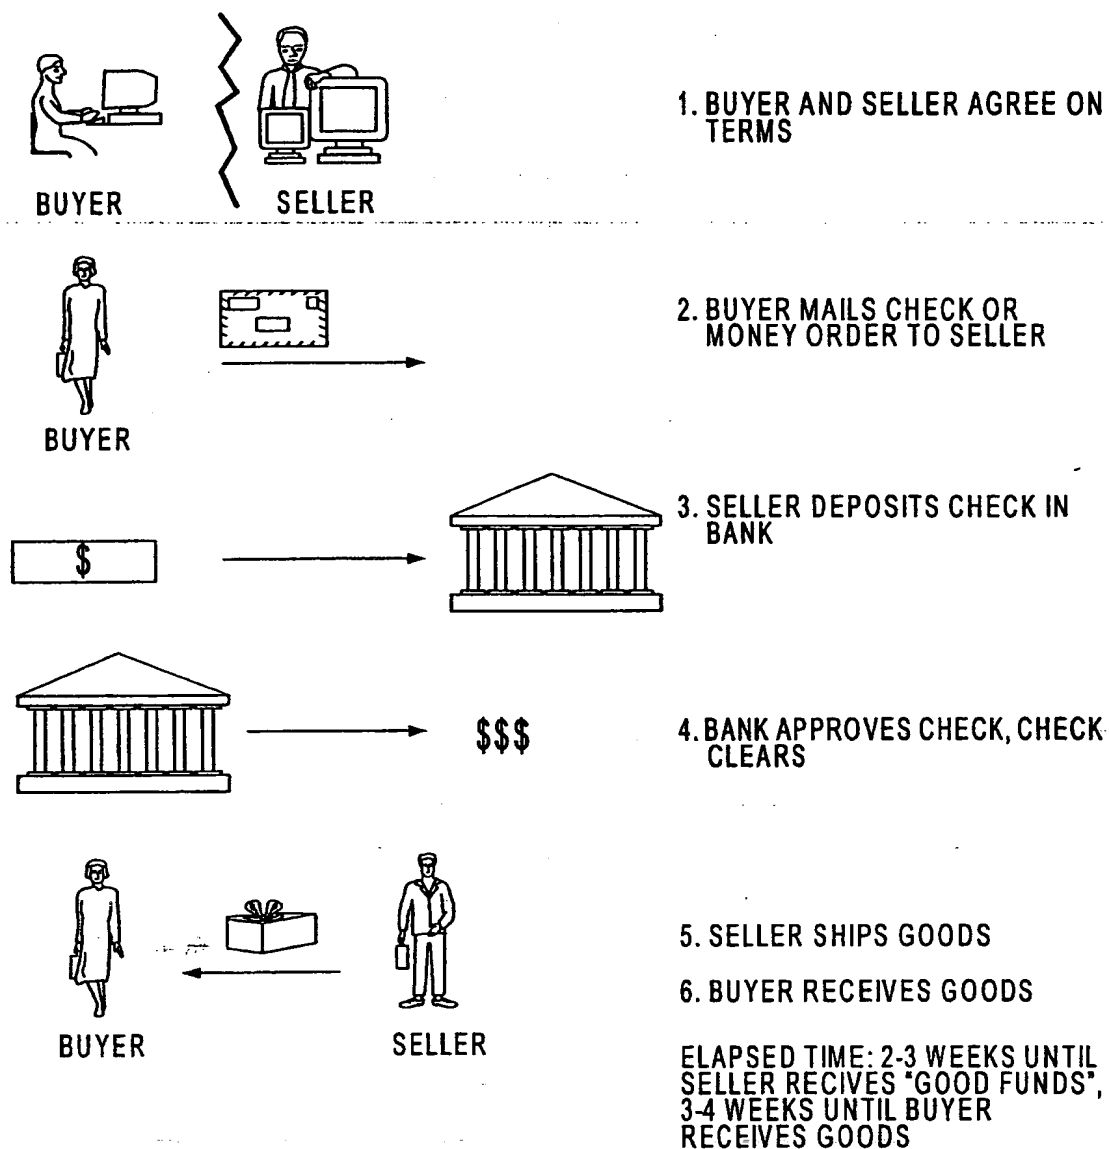 1. BUYER AND SELLER AGREE ON
TERMS
BUYER
SELLER
2. BUYER MAILS CHECK OR
MONEY ORDER TO SELLER
BUYER
3. SELLER DEPOSITS CHECK IN
BANK
$
4. BANK APPROVES CHECK, CHECK
CLEARS
$$$
5. SELLER SHIPS GOODS
6. BUYER RECEIVES GOODS
BUYER
SELLER
ELAPSED TIME: 2-3 WEEKS UNTIL
SELLER RECIVES "GOOD FUNDS",
3-4 WEEKS UNTIL BUYER
RECEIVES GOODS